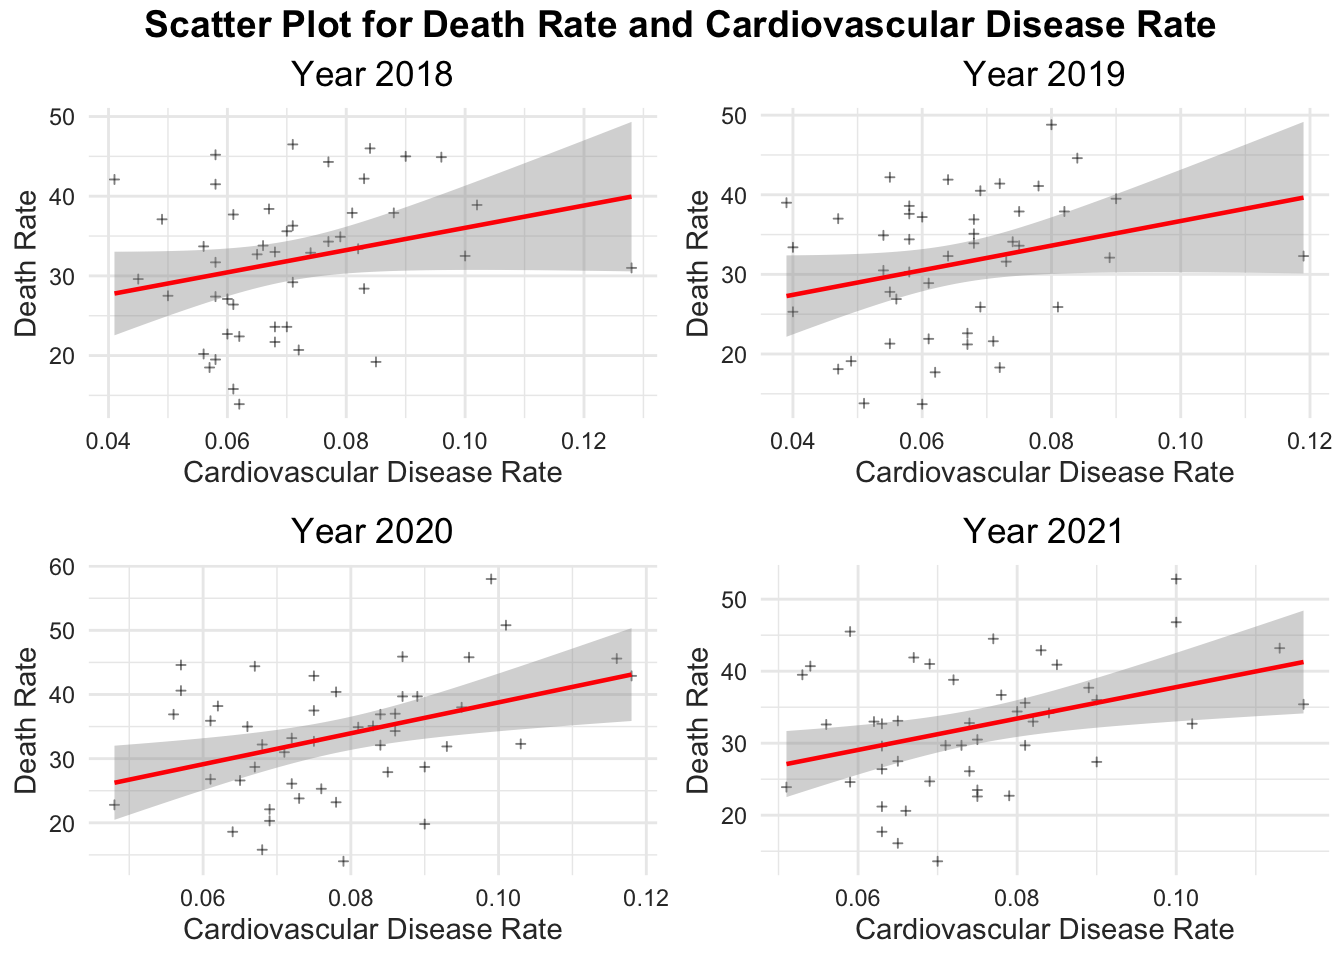 Scatter Plot for Death Rate and Cardiovascular Disease Rate
Year 2018
Death Rate
50
40
30
20
0.04 0.06 0.08 0.10 0.12
Cardiovascular Disease Rate
Year 2019
Death Rate
50
40
30
20
0.04 0.06 0.08 0.10 0.12
Cardiovascular Disease Rate
Year 2020
Death Rate
60
50
40
30
20
0.06 0.08 0.10 0.12
Cardiovascular Disease Rate
Year 2021
Death Rate
50
40
30
20
0.06 0.08 0.10
Cardiovascular Disease Rate